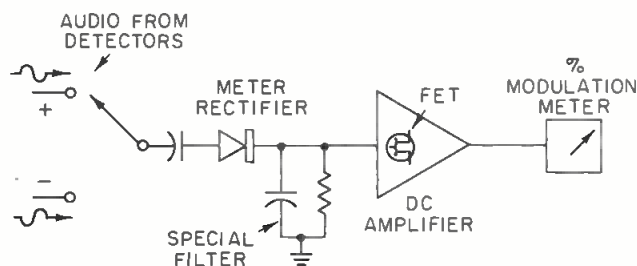 AUDIO FROM
DETECTORS
+
−
METER
RECTIFIER
SPECIAL
FILTER
FET
DC
AMPLIFIER
%
MODULATION
METER